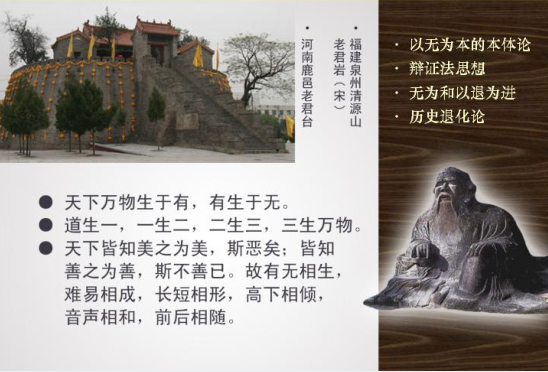 · 福建泉州清源山
老君岩（宋）
· 河南鹿邑老君台
· 以无为本的本体论
· 辩证法思想
· 无为和以退为进
· 历史退化论
● 天下万物生于有，有生于无。
● 道生一，一生二，二生三，三生万物。
● 天下皆知美之为美，斯恶矣；皆知
善之为善，斯不善已。故有无相生，
难易相成，长短相形，高下相倾，
音声相和，前后相随。